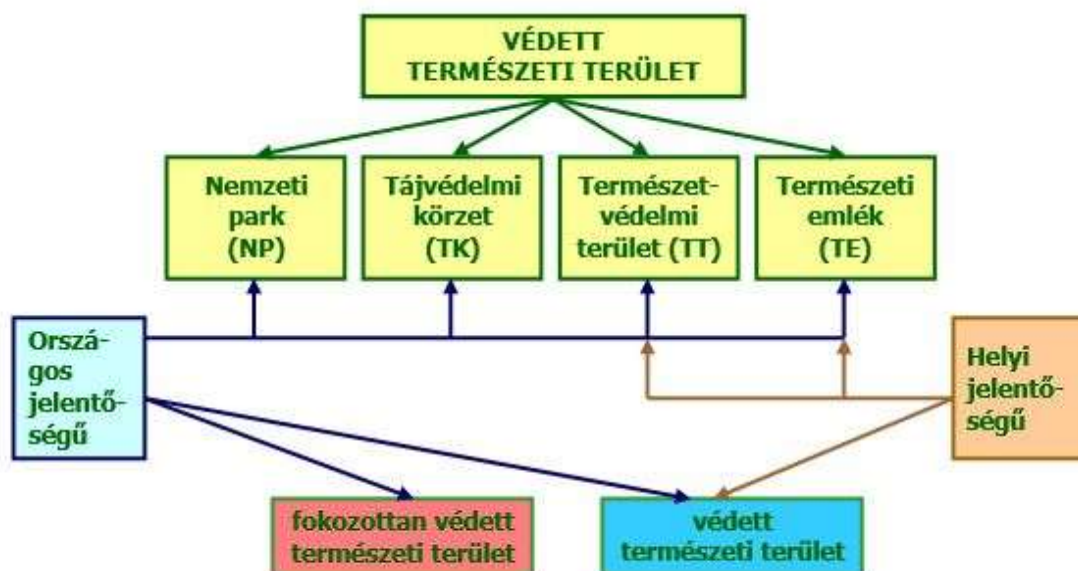 VÉDETT
TERMÉSZETI TERÜLET
Nemzeti
park
(NP)
Tájvédelmi
körzet
(TK)
Természet-
védelmi
terület (TT)
Természeti
emlék
(TE)
Orszá-
gos
jelentő-
ségű
Helyi
jelentő-
ségű
fokozottan védett
természeti terület
védett
természeti terület